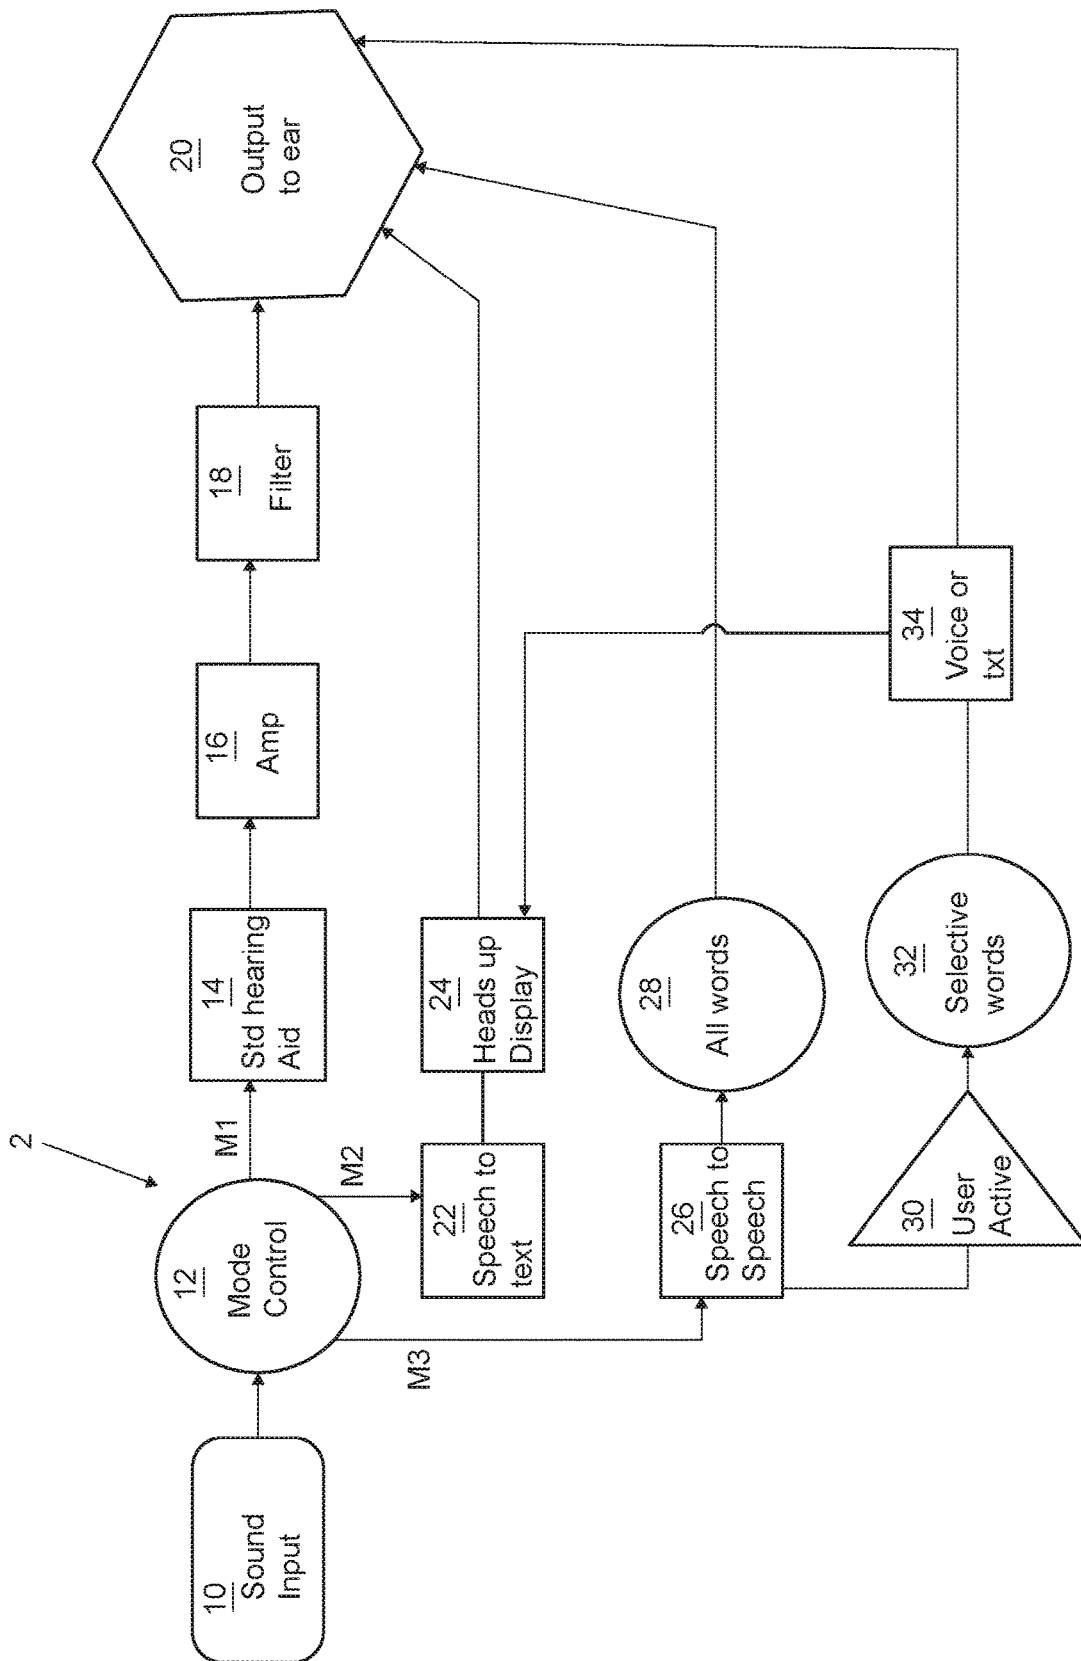 2
10
Sound
Input
12
Mode
Control
M1
M2
M3
14
Std hearing
Aid
16
Amp
18
Filter
20
Output
to ear
22
Speech to
text
24
Heads up
Display
26
Speech to
Speech
28
All words
30
User
Active
32
Selective
words
34
Voice or
txt